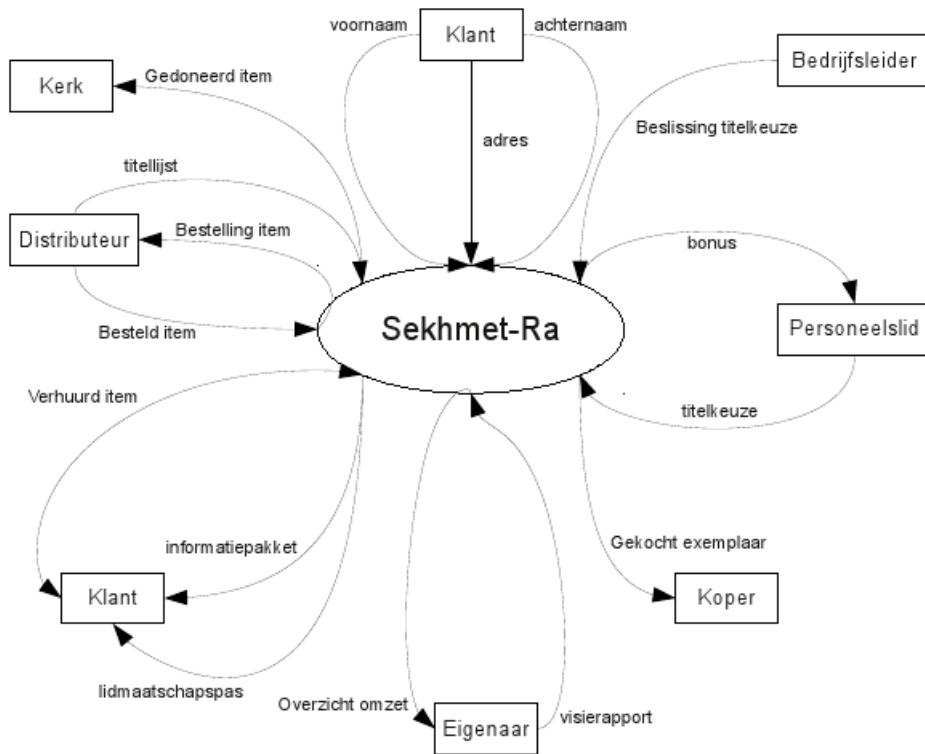 voornaam
Klant
achternaam
Bedrijfsleider
Kerk
Gedoneerd item
Beslissing titelkeuze
adres
titellijst
Distributeur
Bestelling item
bonus
Besteld item
Sekhmet-Ra
Personeelslid
Verhuurd item
titelkeuze
informatiepakket
Gekocht exemplaar
Klant
Koper
lidmaatschapspas
Overzicht omzet
Eigenaar
visierapport